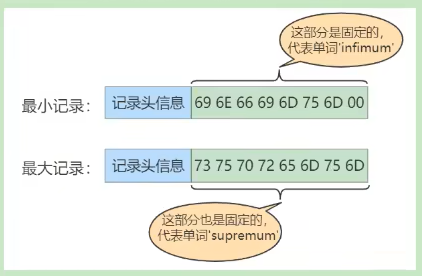 这部分是固定的，
代表单词'infimum'
最小记录： 记录头信息 69 6E 66 69 6D 75 6D 00
最大记录： 记录头信息 73 75 70 72 65 6D 75 6D
这部分也是固定的，
代表单词'supremum'